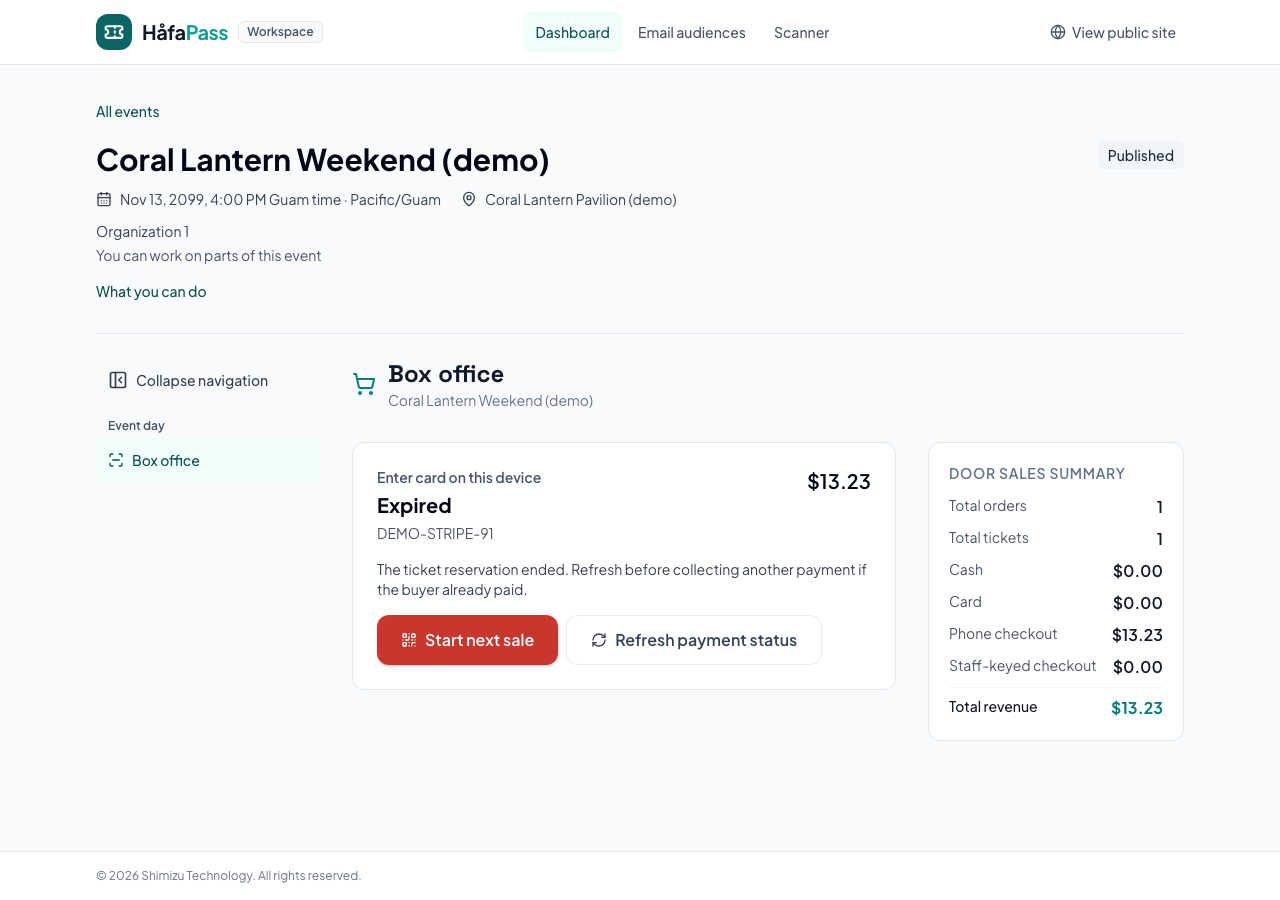 HåfaPass Workspace Dashboard Email audiences Scanner View public site
All events
Coral Lantern Weekend (demo)
Published
Nov 13, 2099, 4:00 PM Guam time · Pacific/Guam Coral Lantern Pavilion (demo)
Organization 1
You can work on parts of this event
What you can do
Collapse navigation
Event day
Box office
Box office
Coral Lantern Weekend (demo)
Enter card on this device
$13.23
Expired
DEMO-STRIPE-91
The ticket reservation ended. Refresh before collecting another payment if
the buyer already paid.
Start next sale Refresh payment status
DOOR SALES SUMMARY
Total orders 1
Total tickets 1
Cash $0.00
Card $0.00
Phone checkout $13.23
Staff-keyed checkout $0.00
Total revenue $13.23
© 2026 Shimizu Technology. All rights reserved.